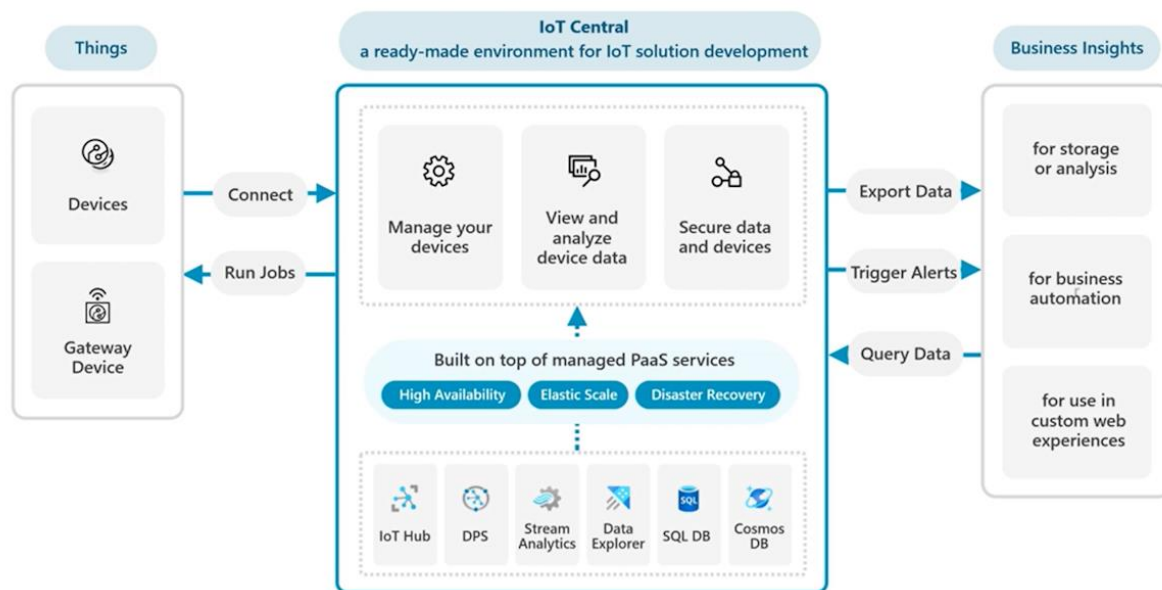 Things
Devices
Gateway
Device
Connect
Run Jobs
IoT Central
a ready-made environment for IoT solution development
Manage your
devices
View and
analyze
device data
Secure data
and devices
Built on top of managed PaaS services
High Availability
Elastic Scale
Disaster Recovery
IoT Hub
DPS
Stream
Analytics
Data
Explorer
SQL
SQL DB
Cosmos
DB
Export Data
Trigger Alerts
Query Data
Business Insights
for storage
or analysis
for business
automation
for use in
custom web
experiences